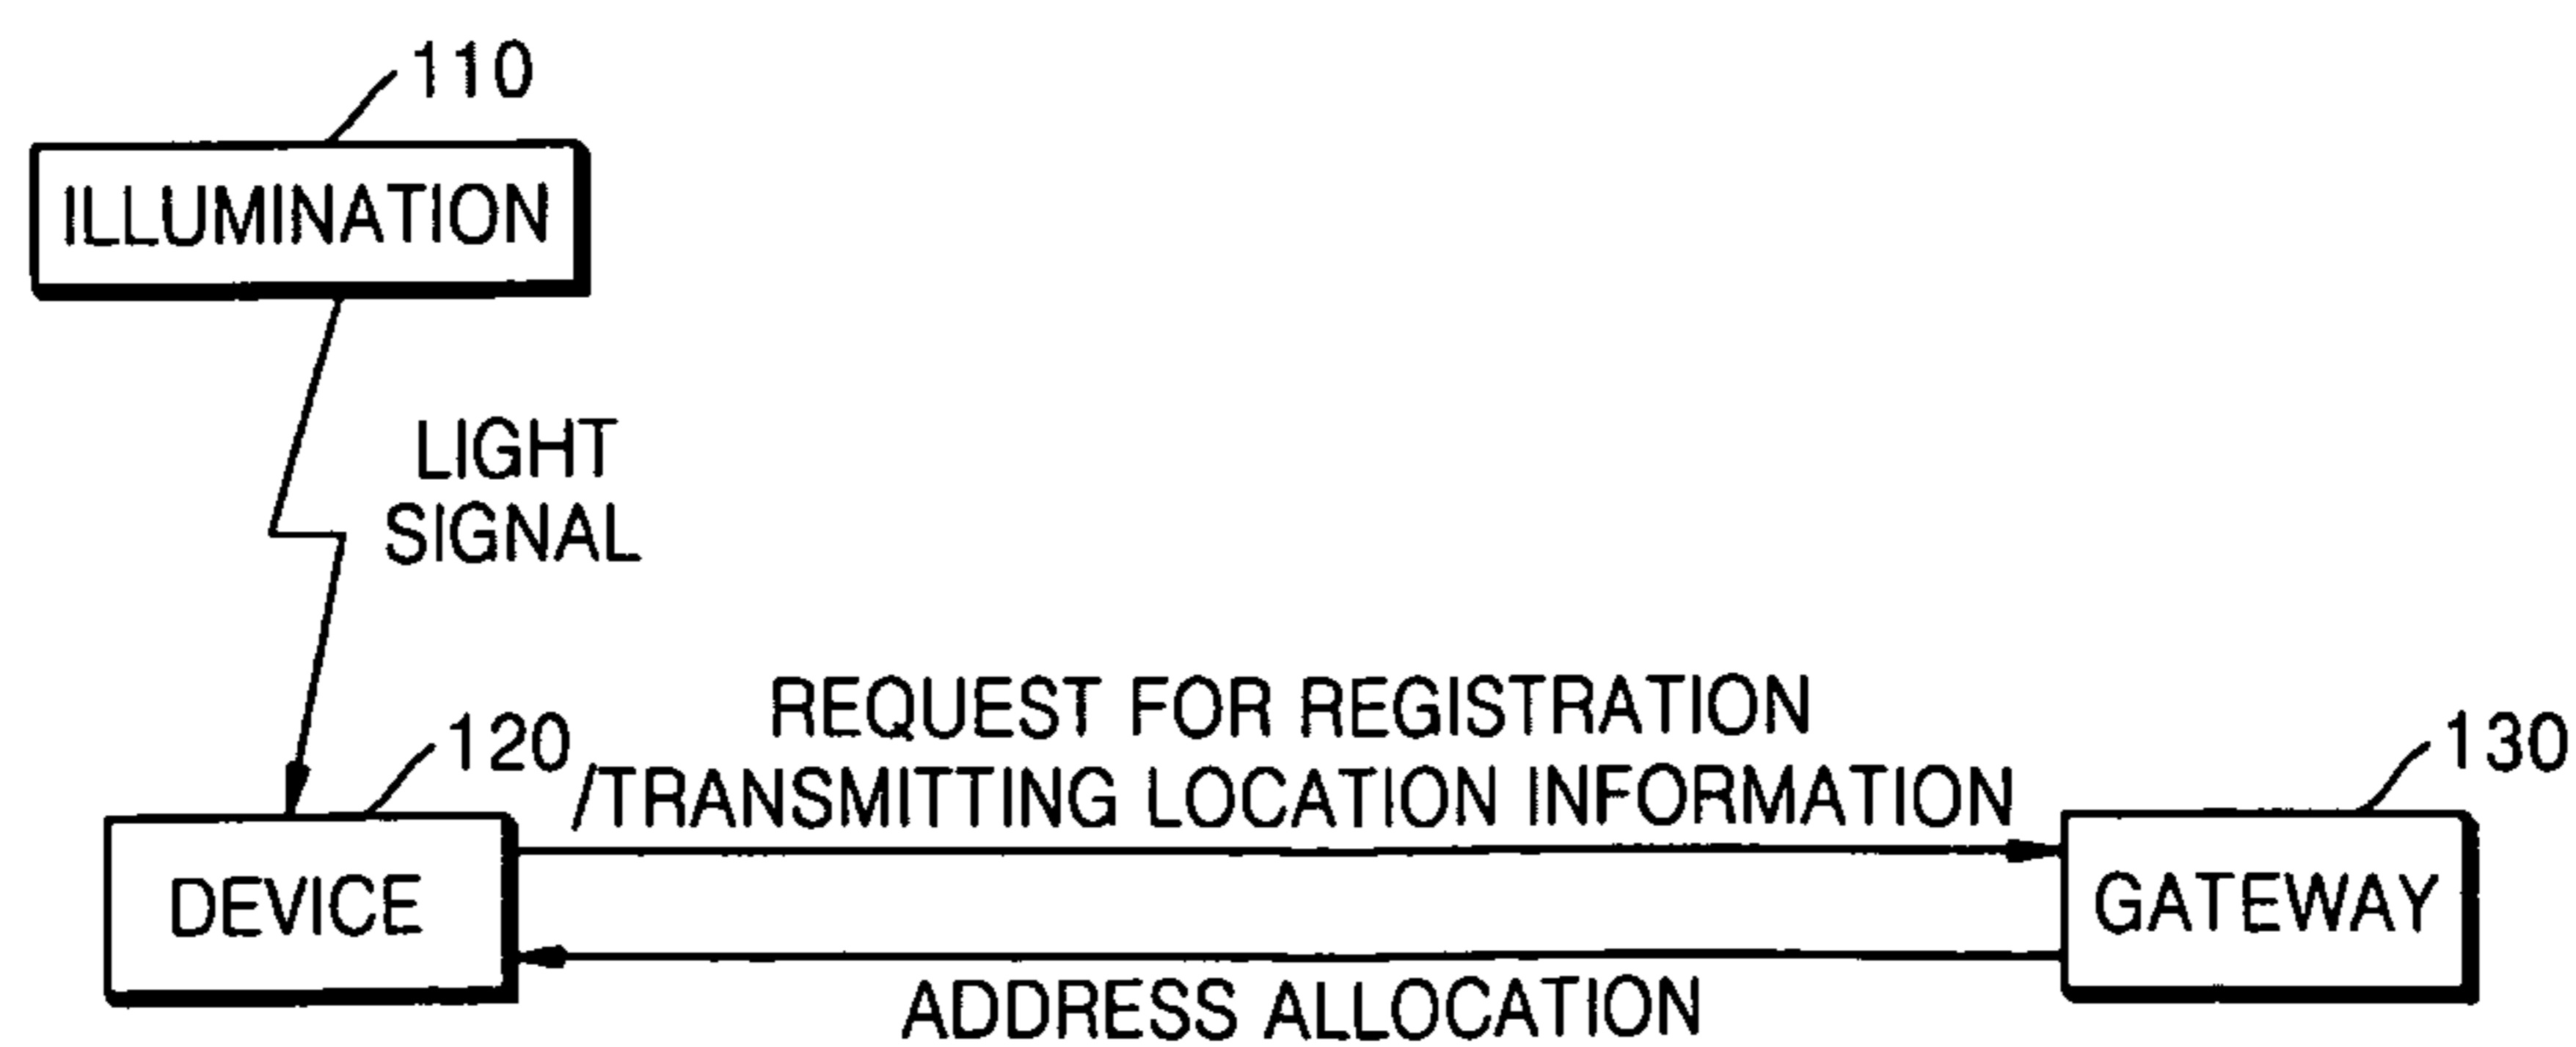 110
ILLUMINATION
LIGHT
SIGNAL
REQUEST FOR REGISTRATION
/TRANSMITTING LOCATION INFORMATION
120
130
DEVICE
GATEWAY
ADDRESS ALLOCATION